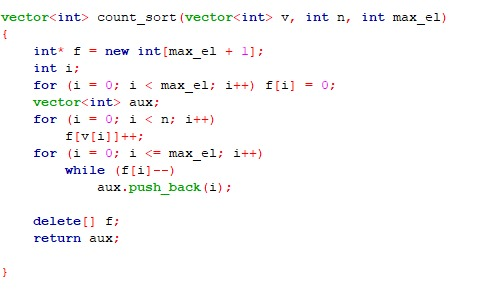 vector<int> count_sort(vector<int> v, int n, int max_el)
{
    int* f = new int[max_el + 1];
    int i;
    for (i = 0; i < max_el; i++) f[i] = 0;
    vector<int> aux;
    for (i = 0; i < n; i++)
        f[v[i]]++;
    for (i = 0; i <= max_el; i++)
        while (f[i]--)
            aux.push_back(i);

    delete[] f;
    return aux;

}